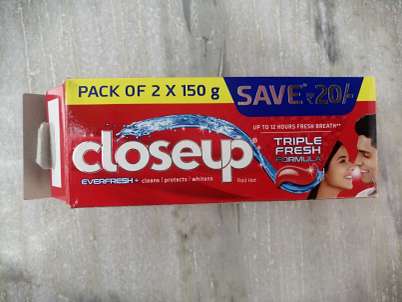 PACK OF 2 X 150 g
SAVE* ₹20/-
UP TO 12 HOURS FRESH BREATH**
closeup®
TRIPLE
FRESH
FORMULA
EVERFRESH+ cleans | protects | whitens
Red Hot